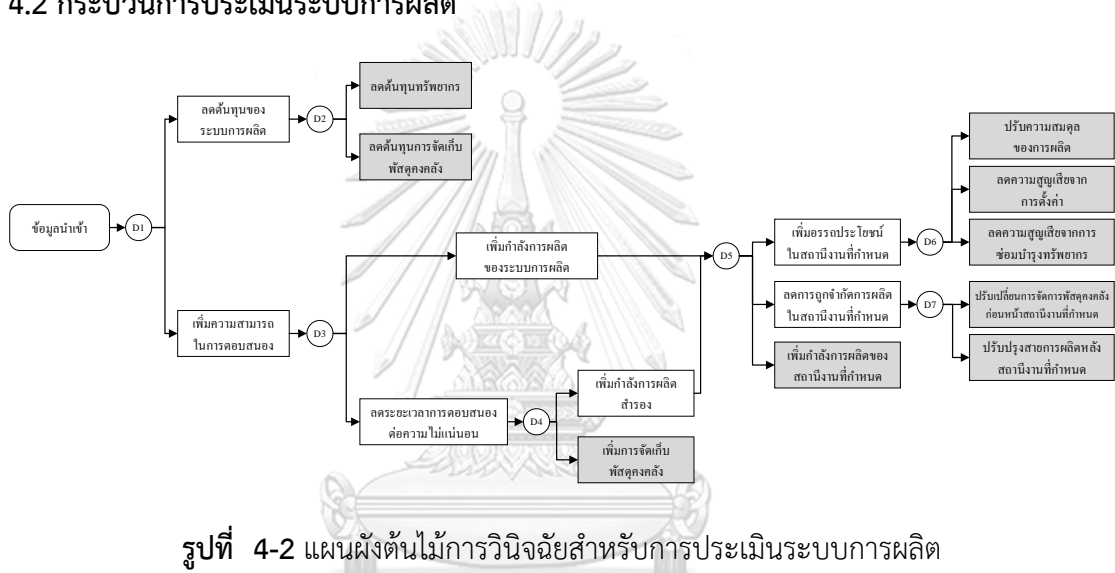 4.2 กระบวนการประเมินระบบการผลิต
ข้อมูลนำเข้า
D1
ลดต้นทุนของ
ระบบการผลิต
D2
ลดต้นทุนทรัพยากร
ลดต้นทุนการจัดเก็บ
พัสดุคงคลัง
เพิ่มความสามารถ
ในการตอบสนอง
D3
เพิ่มกำลังการผลิต
ของระบบการผลิต
ลดระยะเวลาการตอบสนอง
ต่อความไม่แน่นอน
D4
เพิ่มกำลังการผลิต
สำรอง
เพิ่มการจัดเก็บ
พัสดุคงคลัง
D5
เพิ่มอรรถประโยชน์
ในสถานีงานที่กำหนด
D6
ปรับความสมดุล
ของการผลิต
ลดความสูญเสียจาก
การตั้งค่า
ลดความสูญเสียจากการ
ซ่อมบำรุงทรัพยากร
ลดการถูกจำกัดการผลิต
ในสถานีงานที่กำหนด
D7
ปรับเปลี่ยนการจัดการพัสดุคงคลัง
ก่อนหน้าสถานีงานที่กำหนด
ปรับปรุงสายการผลิตหลัง
สถานีงานที่กำหนด
เพิ่มกำลังการผลิตของ
สถานีงานที่กำหนด
รูปที่ 4-2 แผนผังต้นไม้การวินิจฉัยสำหรับการประเมินระบบการผลิต